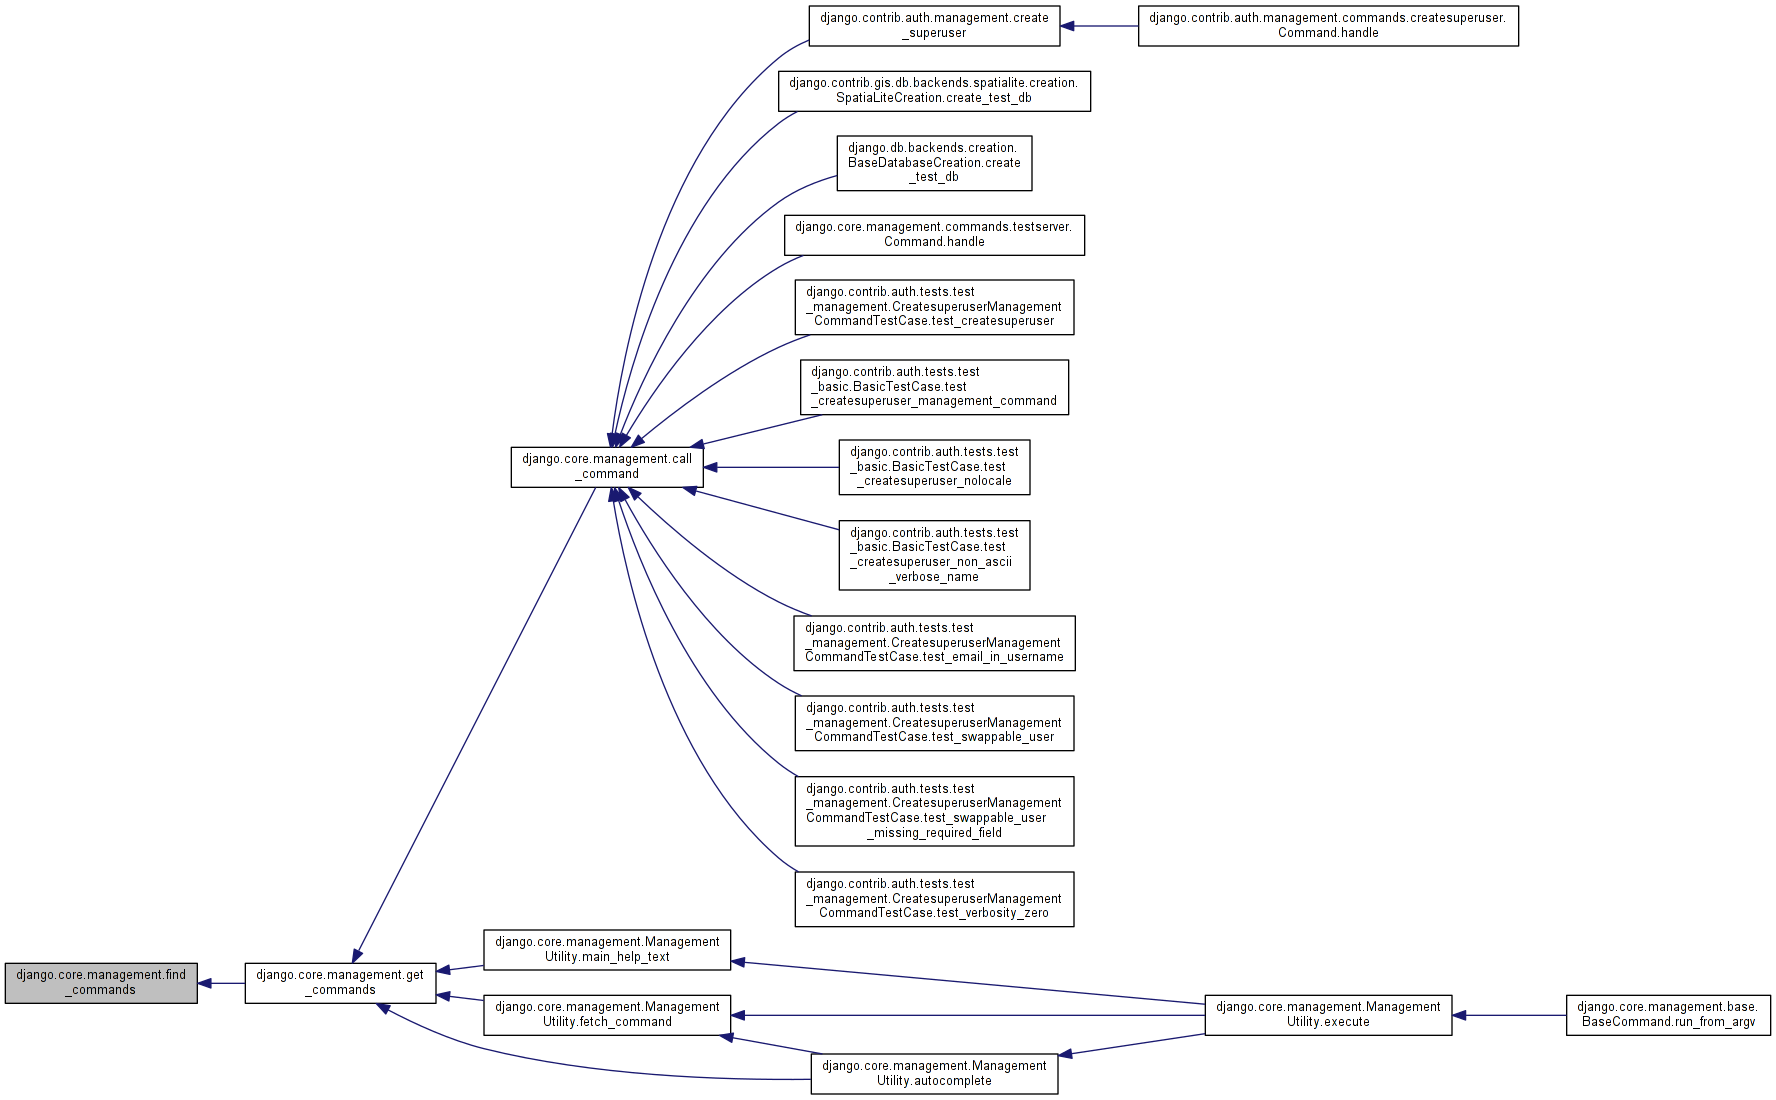 django.contrib.auth.management.create
_superuser
django.contrib.auth.management.commands.createsuperuser.
Command.handle
django.contrib.gis.db.backends.spatialite.creation.
SpatiaLiteCreation.create_test_db
django.db.backends.creation.
BaseDatabaseCreation.create
_test_db
django.core.management.commands.testserver.
Command.handle
django.contrib.auth.tests.test
_management.CreatesuperuserManagement
CommandTestCase.test_createsuperuser
django.contrib.auth.tests.test
_basic.BasicTestCase.test
_createsuperuser_management_command
django.core.management.call
_command
django.contrib.auth.tests.test
_basic.BasicTestCase.test
_createsuperuser_nolocale
django.contrib.auth.tests.test
_basic.BasicTestCase.test
_createsuperuser_non_ascii
_verbose_name
django.contrib.auth.tests.test
_management.CreatesuperuserManagement
CommandTestCase.test_email_in_username
django.contrib.auth.tests.test
_management.CreatesuperuserManagement
CommandTestCase.test_swappable_user
django.contrib.auth.tests.test
_management.CreatesuperuserManagement
CommandTestCase.test_swappable_user
_missing_required_field
django.contrib.auth.tests.test
_management.CreatesuperuserManagement
CommandTestCase.test_verbosity_zero
django.core.management.find
_commands
django.core.management.get
_commands
django.core.management.Management
Utility.main_help_text
django.core.management.Management
Utility.fetch_command
django.core.management.Management
Utility.autocomplete
django.core.management.Management
Utility.execute
django.core.management.base.
BaseCommand.run_from_argv